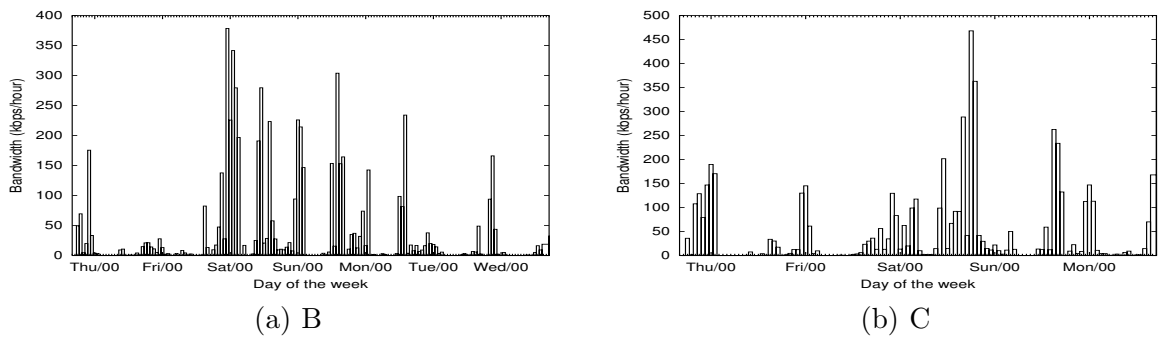 400
350
300
250
200
150
100
50
0
Bandwidth (kbps/hour)
Thu/00 Fri/00 Sat/00 Sun/00 Mon/00 Tue/00 Wed/00
Day of the week
(a) B
500
450
400
350
300
250
200
150
100
50
0
Bandwidth (kbps/hour)
Thu/00 Fri/00 Sat/00 Sun/00 Mon/00
Day of the week
(b) C